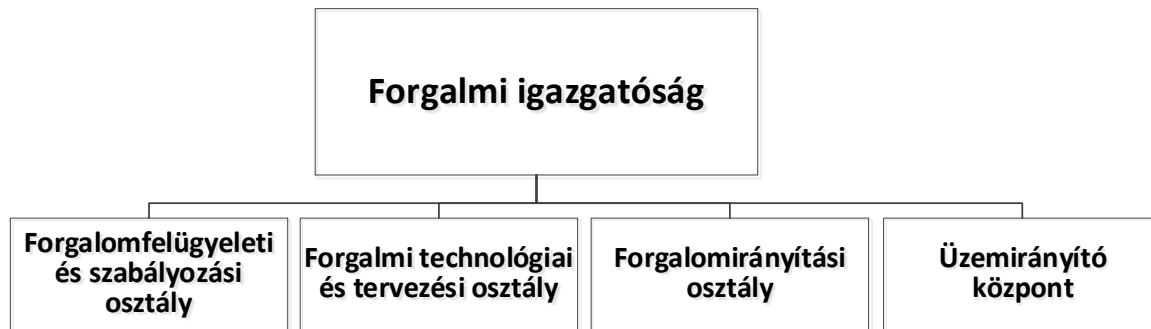 Forgalmi igazgatóság
Forgalomfelügyeleti
és szabályozási
osztály
Forgalmi technológiai
és tervezési osztály
Forgalomirányítási
osztály
Üzemirányító
központ